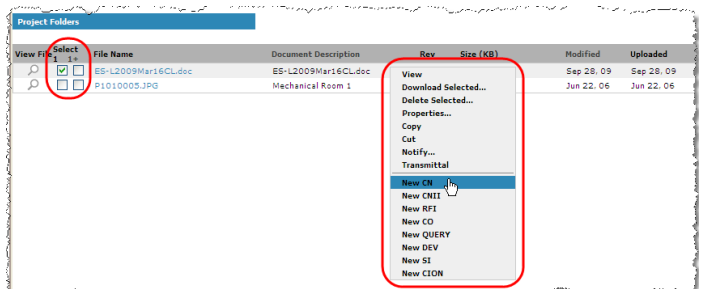 Project Folders
View File Select File Name Document Description Rev Size (KB) Modified Uploaded
1 1+
ES-L2009Mar16CL.doc ES-L2009Mar16CL.doc Sep 28, 09 Sep 28, 09
P1010005.JPG Mechanical Room 1 Jun 22, 06 Jun 22, 06
View
Download Selected...
Delete Selected...
Properties...
Copy
Cut
Notify...
Transmittal
New CN
New CNII
New RFI
New CO
New QUERY
New DEV
New SI
New CION